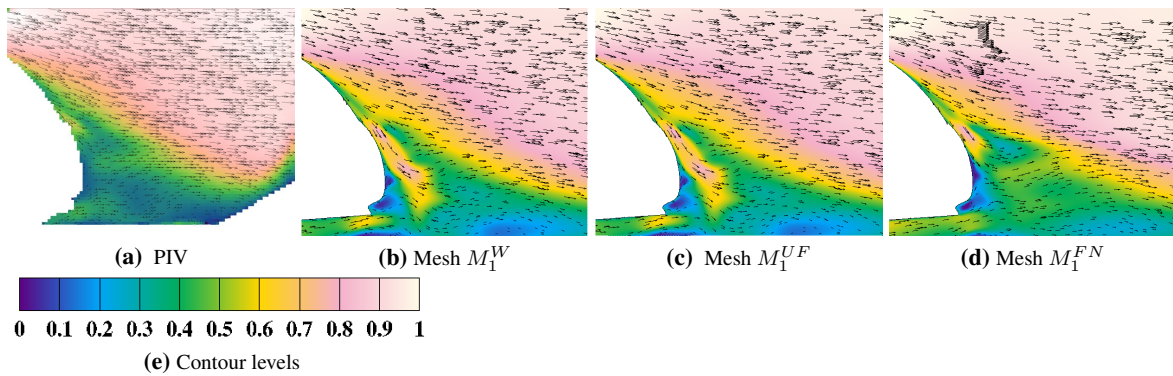 (a) PIV
(b) Mesh $M_1^W$
(c) Mesh $M_1^{UF}$
(d) Mesh $M_1^{FN}$
0 0.1 0.2 0.3 0.4 0.5 0.6 0.7 0.8 0.9 1
(e) Contour levels